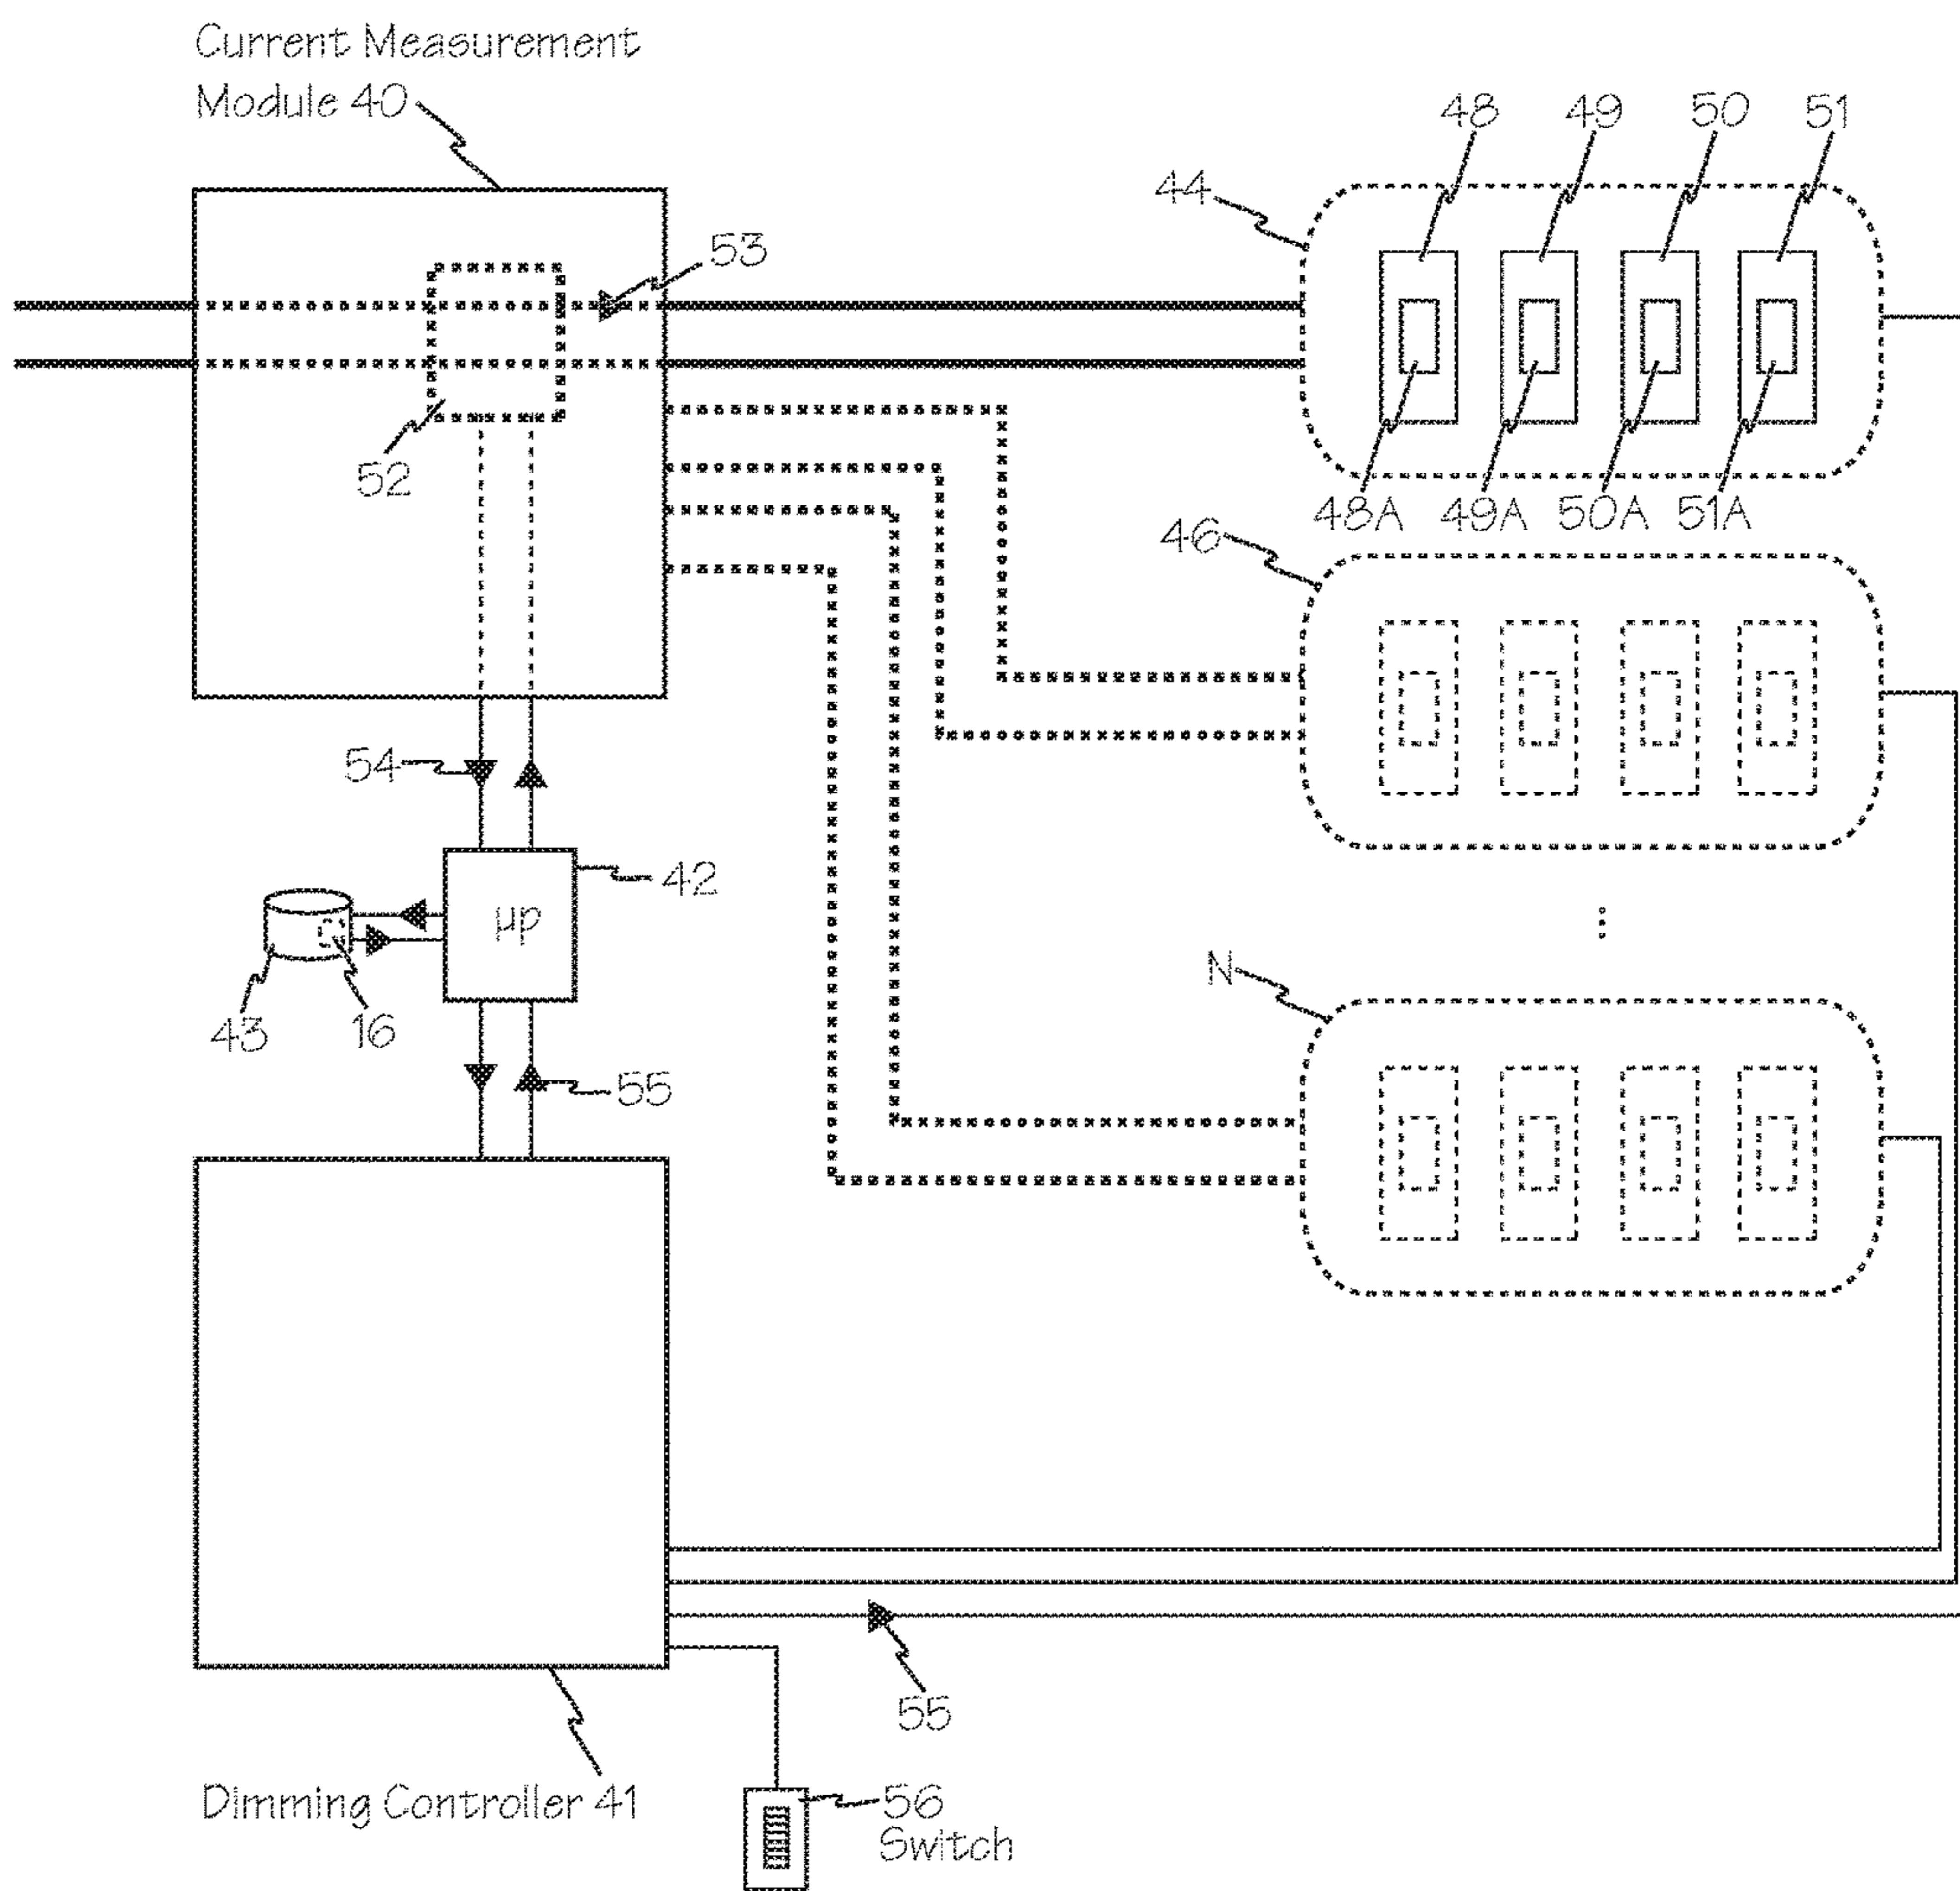 Current Measurement
Module 40
48
49
50
51
44
53
52
48A
49A
50A
51A
46
54
42
μp
43
16
N
55
55
Dimming Controller 41
56
Switch